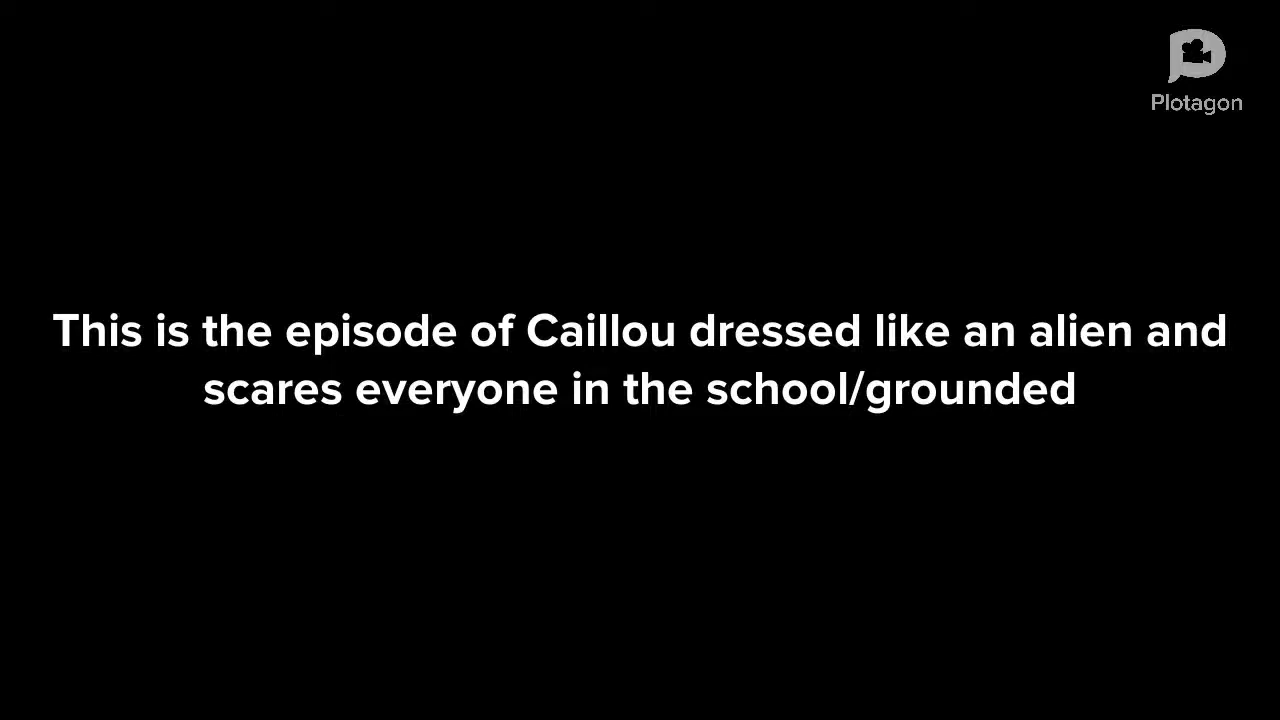 Plotagon
This is the episode of Caillou dressed like an alien and
scares everyone in the school/grounded